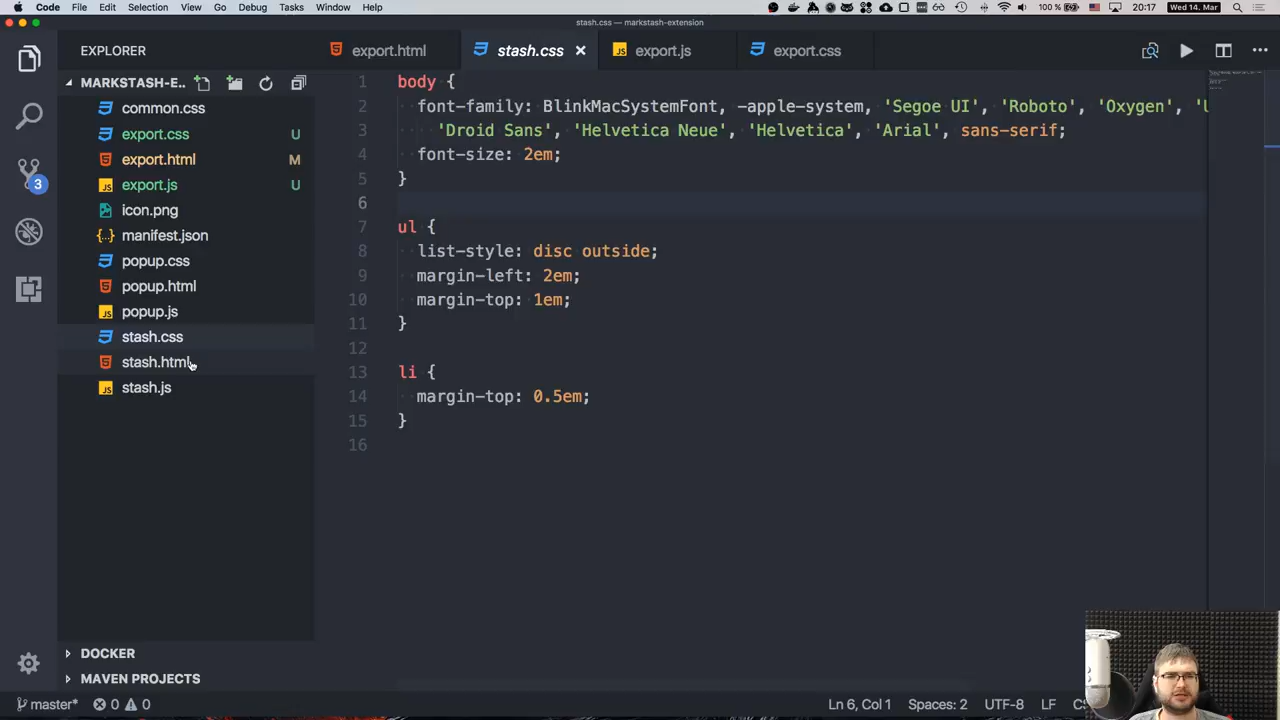 Code File Edit Selection View Go Debug Tasks Window Help 100 % 20:17 Wed 14. Mar
stash.css — markstash-extension
EXPLORER
export.html
stash.css
export.js
export.css
MARKSTASH-E...
common.css
export.css U
export.html M
export.js U
icon.png
manifest.json
popup.css
popup.html
popup.js
stash.css
stash.html
stash.js
3
DOCKER
MAVEN PROJECTS
1 body {
2 font-family: BlinkMacSystemFont, -apple-system, 'Segoe UI', 'Roboto', 'Oxygen',
3 'Droid Sans', 'Helvetica Neue', 'Helvetica', 'Arial', sans-serif;
4 font-size: 2em;
5 }
6
7 ul {
8 list-style: disc outside;
9 margin-left: 2em;
10 margin-top: 1em;
11 }
12
13 li {
14 margin-top: 0.5em;
15 }
16
master* 0 0 Ln 6, Col 1 Spaces: 2 UTF-8 LF